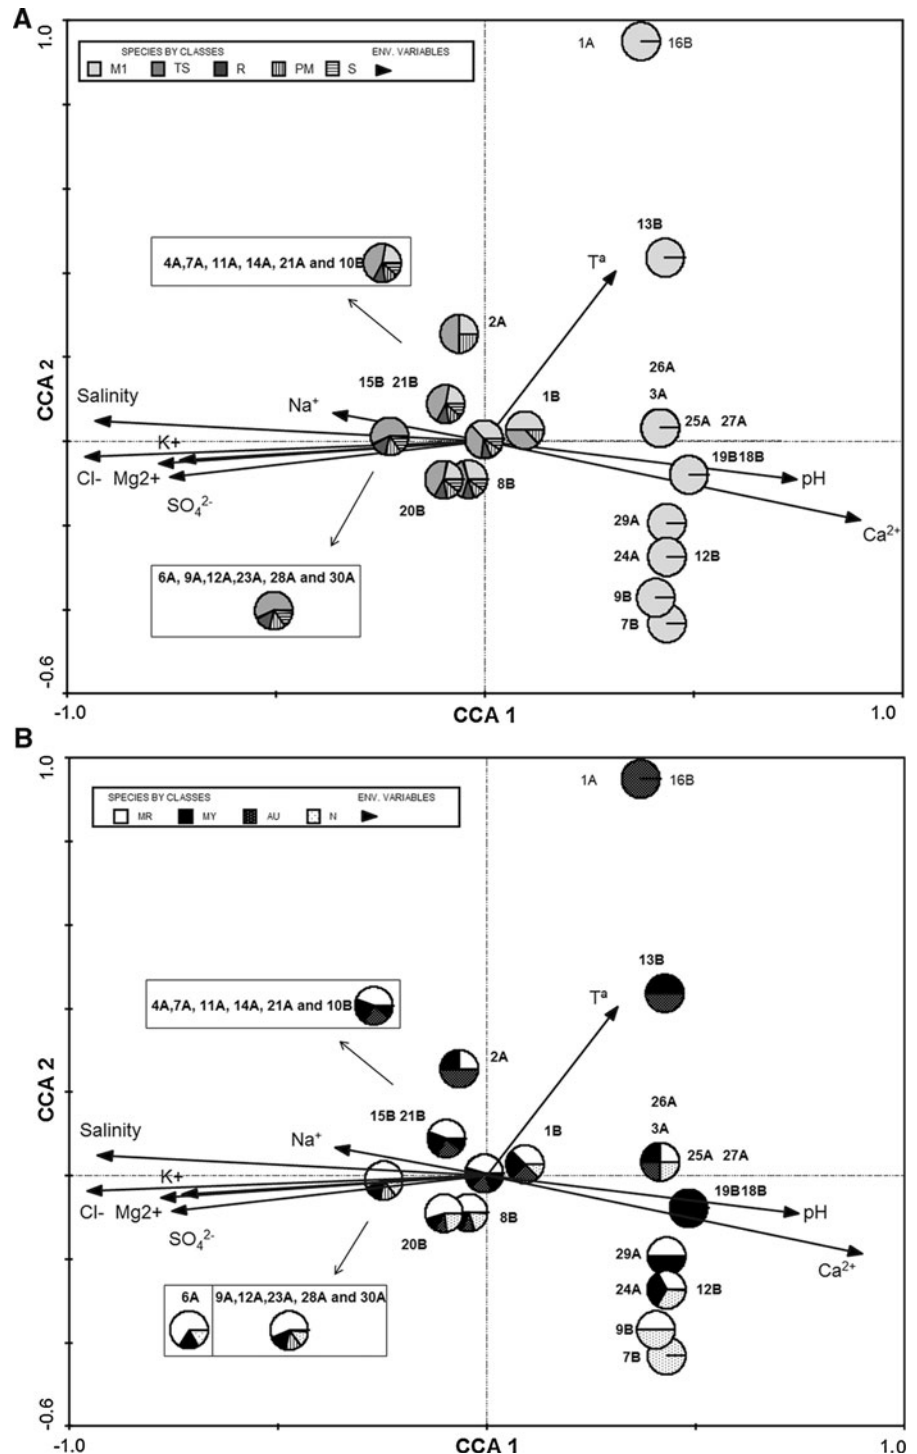 A
1.0
1A 16B
SPECIES BY CLASSES ENV. VARIABLES
M1 TS R PM S
13B
Tᵃ
4A,7A, 11A, 14A, 21A and 10B
2A
CCA 2
26A
15B 21B
1B
3A
Salinity
Na⁺
25A 27A
K+
19B18B
Cl- Mg2+
8B
pH
SO₄²⁻
20B
29A
Ca²⁺
24A 12B
6A, 9A,12A,23A, 28A and 30A
9B
7B
-0.6
-1.0 CCA 1 1.0
B
1.0
1A 16B
SPECIES BY CLASSES ENV. VARIABLES
MR MY AU N
13B
Tᵃ
4A,7A, 11A, 14A, 21A and 10B
2A
CCA 2
26A
15B 21B
1B
3A
Salinity
Na⁺
25A 27A
K+
19B18B
Cl- Mg2+
8B
pH
SO₄²⁻
20B
29A
Ca²⁺
24A 12B
6A 9A,12A,23A, 28A and 30A
9B
7B
-0.6
-1.0 CCA 1 1.0